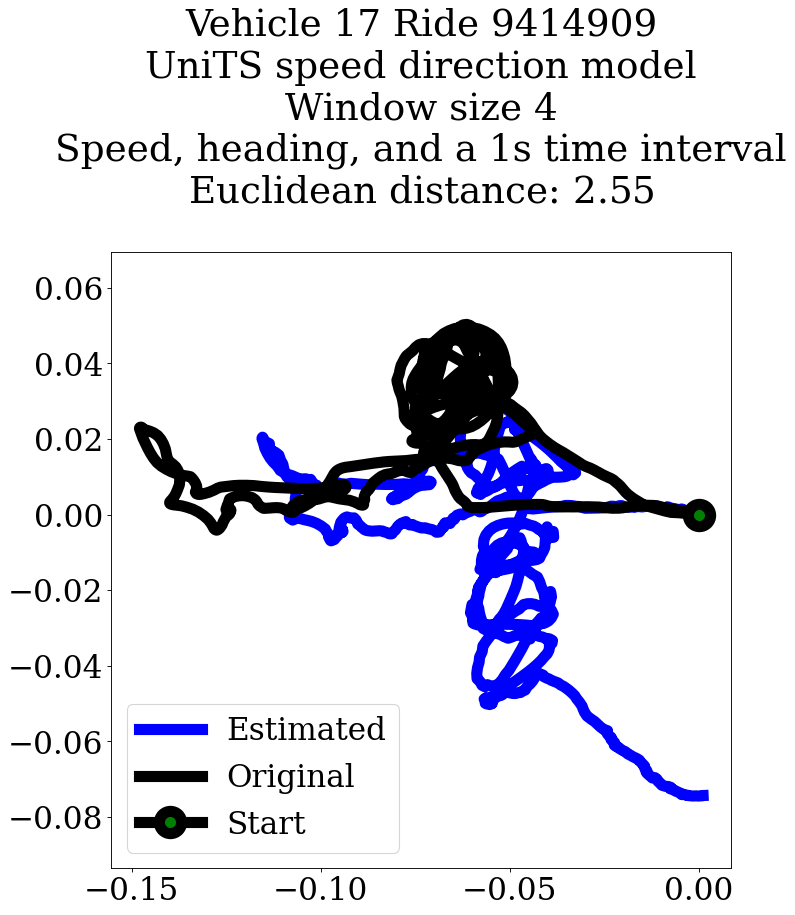 Vehicle 17 Ride 9414909
UniTS speed direction model
Window size 4
Speed, heading, and a 1s time interval
Euclidean distance: 2.55
0.06
0.04
0.02
0.00
−0.02
−0.04
−0.06
−0.08
Estimated
Original
Start
−0.15 −0.10 −0.05 0.00